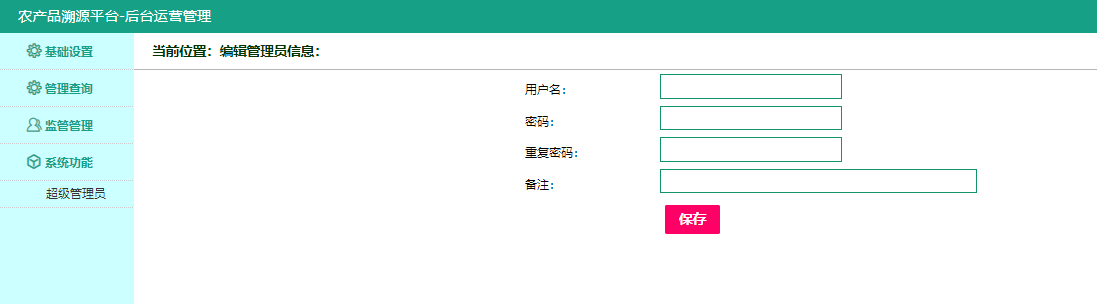 农产品溯源平台-后台运营管理
基础设置
管理查询
监管管理
系统功能
超级管理员
当前位置：编辑管理员信息：
用户名：
密码：
重复密码：
备注：
保存